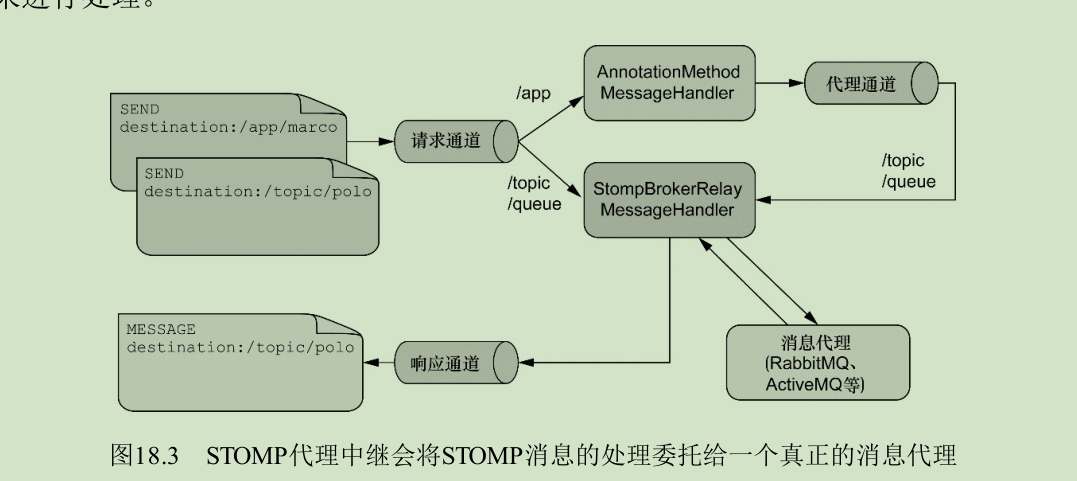 来进行处理。
SEND
destination:/app/marco
SEND
destination:/topic/polo
请求通道
/app
/topic
/queue
AnnotationMethod
MessageHandler
代理通道
StompBrokerRelay
MessageHandler
/topic
/queue
MESSAGE
destination:/topic/polo
响应通道
消息代理
(RabbitMQ、
ActiveMQ等)
图18.3 STOMP代理中继会将STOMP消息的处理委托给一个真正的消息代理